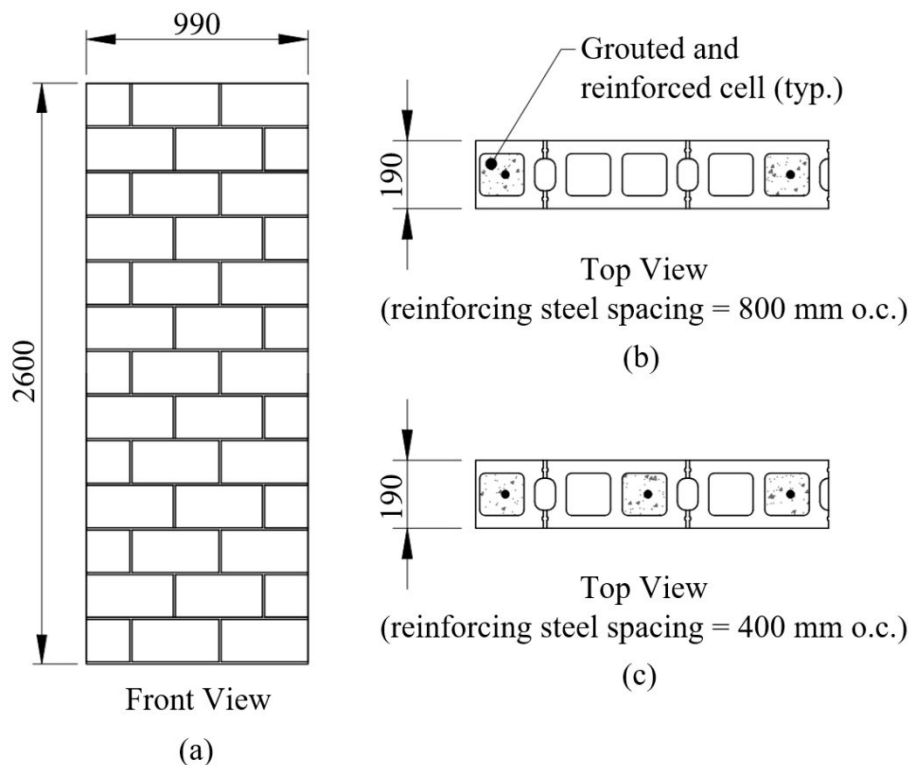 990
2600
Front View
(a)
Grouted and
reinforced cell (typ.)
190
Top View
(reinforcing steel spacing = 800 mm o.c.)
(b)
190
Top View
(reinforcing steel spacing = 400 mm o.c.)
(c)